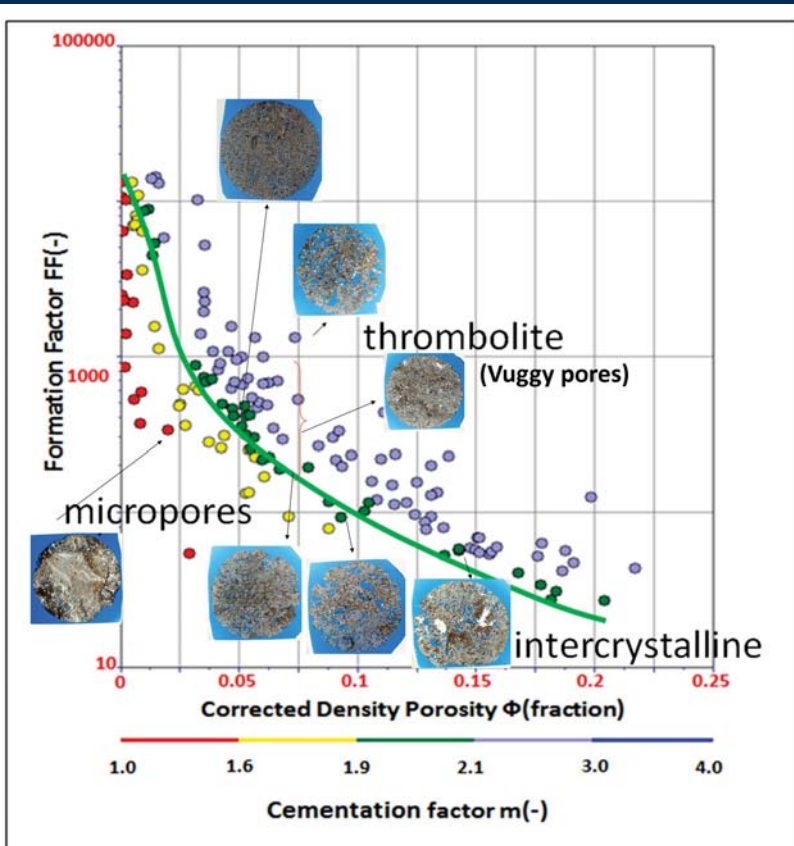 100000
Formation Factor FF(-)
thrombolite
(Vuggy pores)
1000
micropores
intercrystalline
10
0 0.05 0.1 0.15 0.2 0.25
Corrected Density Porosity Φ(fraction)
1.0 1.6 1.9 2.1 3.0 4.0
Cementation factor m(-)